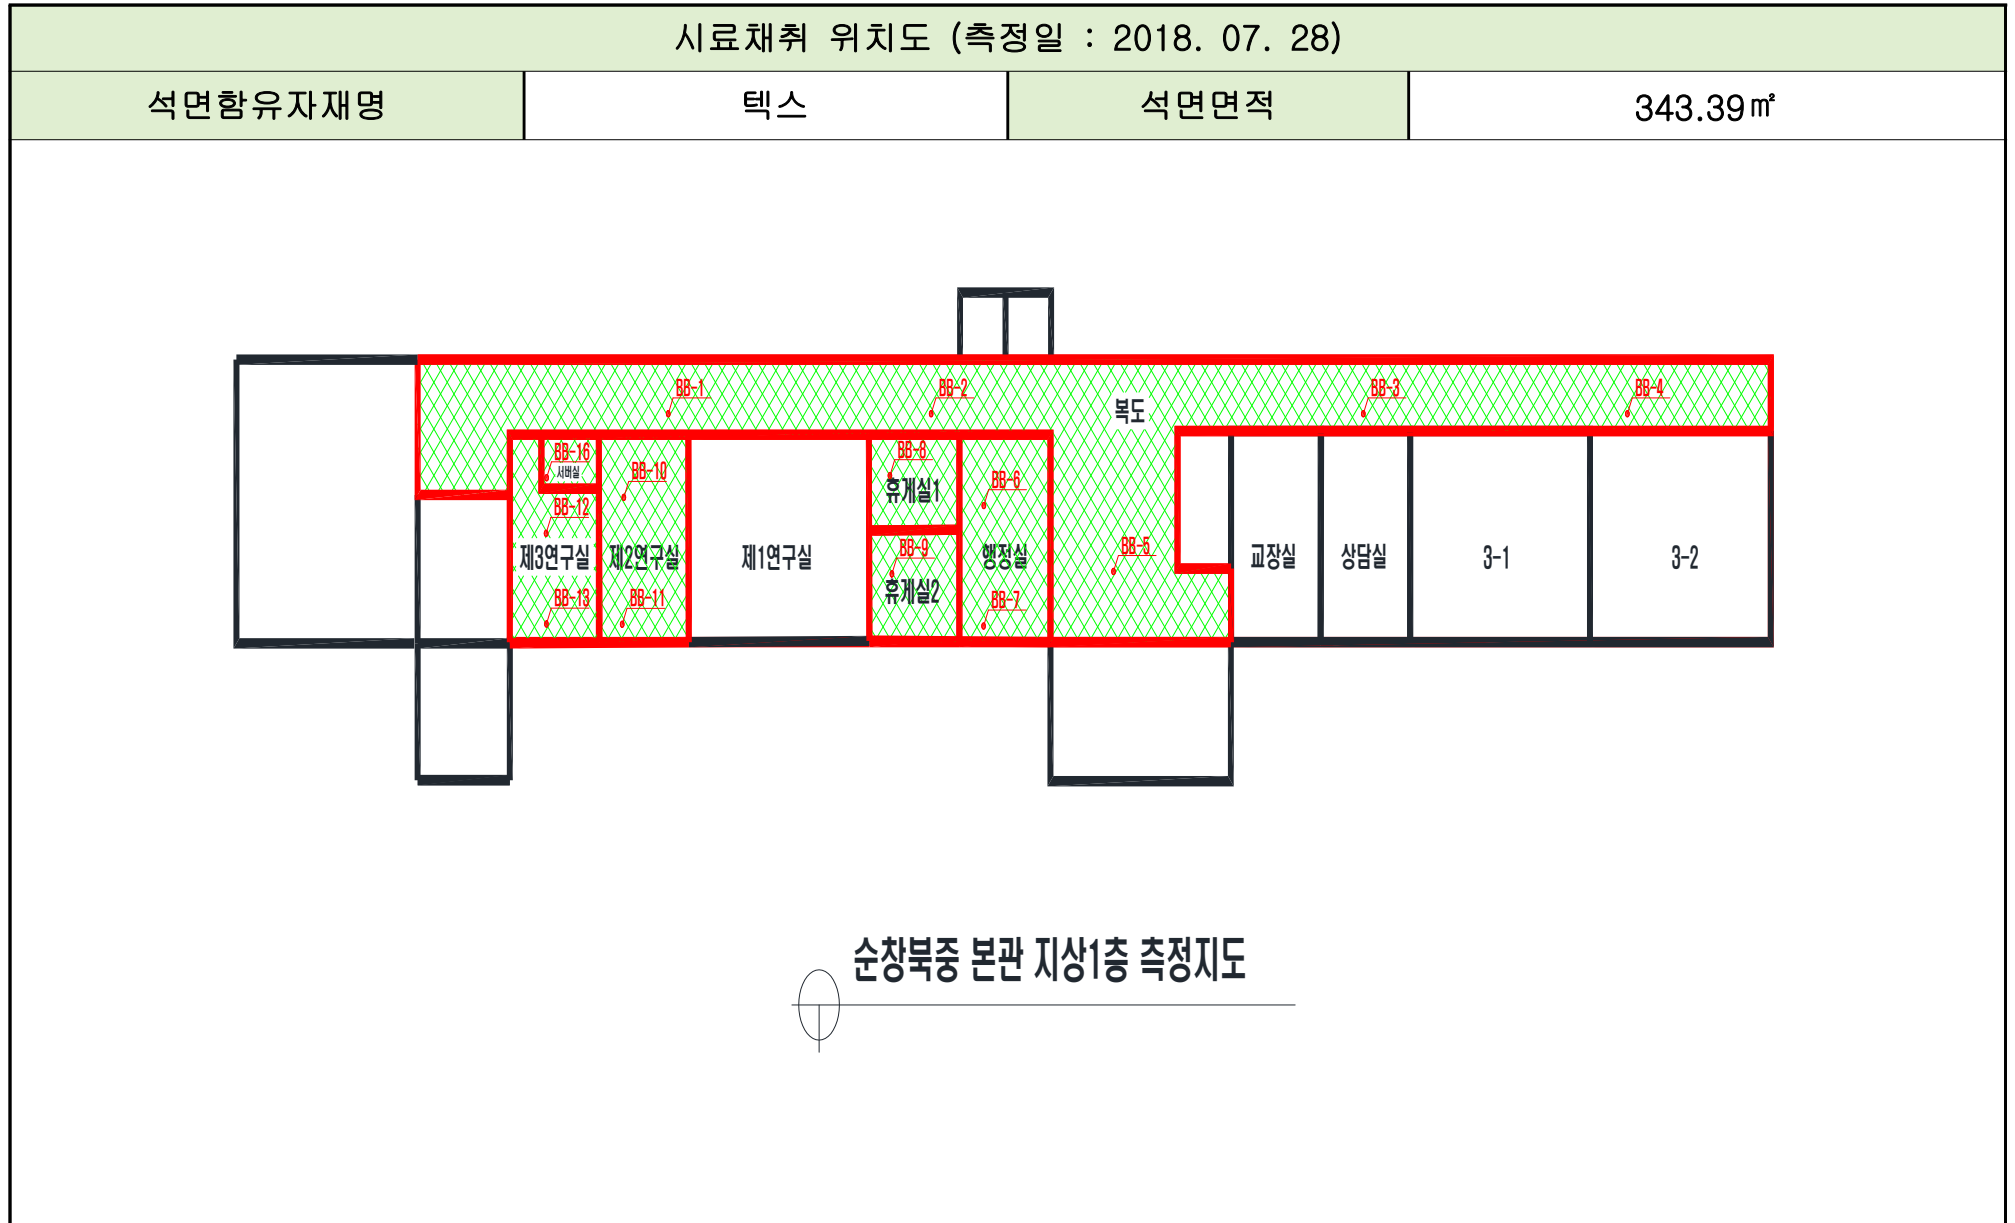 시료채취 위치도 (측정일 : 2018. 07. 28)
석면함유자재명 텍스 석면면적 343.39㎡
BB-1 BB-2 BB-3 BB-4
복도
BB-16 BB-8
서버실 BB-10 BB-6
휴게실1
BB-12
BB-9 BB-5
제3연구실 제2연구실 제1연구실 행정실 교장실 상담실 3-1 3-2
휴게실2
BB-13 BB-11 BB-7
순창북중 본관 지상1층 측정지도